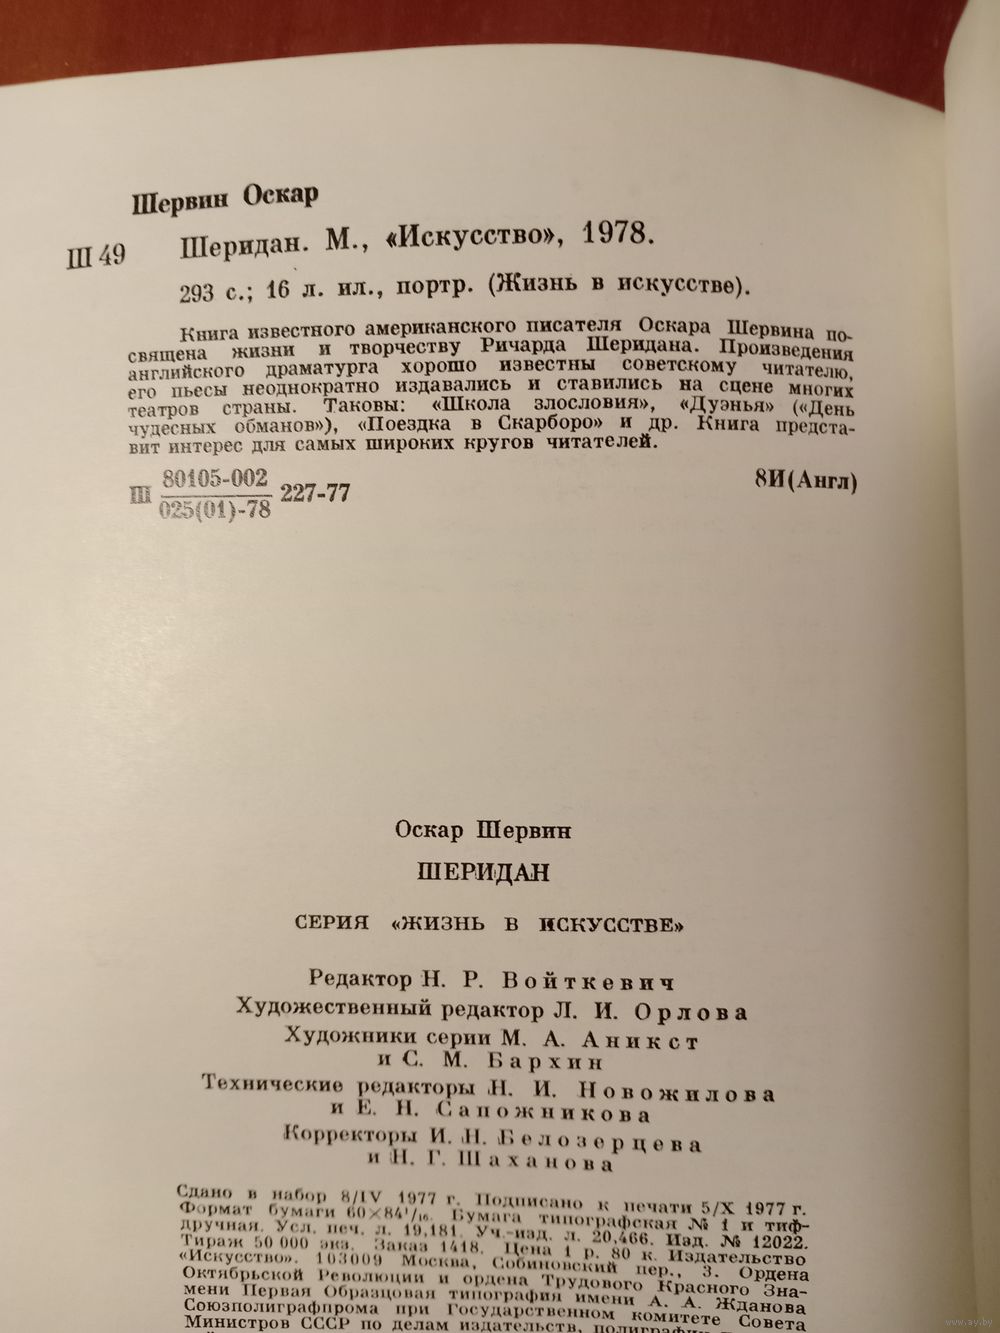 Шервин Оскар
Ш 49 Шеридан. М., «Искусство», 1978.
293 с.; 16 л. ил., портр. (Жизнь в искусстве).
Книга известного американского писателя Оскара Шервина по-
священа жизни и творчеству Ричарда Шеридана. Произведения
английского драматурга хорошо известны советскому читателю,
его пьесы неоднократно издавались и ставились на сцене многих
театров страны. Таковы: «Школа злословия», «Дуэнья» («День
чудесных обманов»), «Поездка в Скарборо» и др. Книга предста-
вит интерес для самых широких кругов читателей.
80105-002
Ш 227-77 8И(Англ)
025(01)-78
Оскар Шервин
ШЕРИДАН
СЕРИЯ «ЖИЗНЬ В ИСКУССТВЕ»
Редактор Н. Р. Войткевич
Художественный редактор Л. И. Орлова
Художники серии М. А. Аникст
и С. М. Бархин
Технические редакторы Н. И. Новожилова
и Е. Н. Сапожникова
Корректоры И. Н. Белозерцева
и Н. Г. Шаханова
Сдано в набор 8/IV 1977 г. Подписано к печати 5/X 1977 г.
Формат бумаги 60×84¹/₁₆. Бумага типографская № 1 и тиф-
дручная. Усл. печ. л. 19,181. Уч.-изд. л. 20,466. Изд. № 12022.
Тираж 50 000 экз. Заказ 1418. Цена 1 р. 80 к. Издательство
«Искусство». 103009 Москва, Собиновский пер., 3. Ордена
Октябрьской Революции и ордена Трудового Красного Зна-
мени Первая Образцовая типография имени А. А. Жданова
Союзполиграфпрома при Государственном комитете Совета
Министров СССР по делам издательств, полиграфии
www.ay.by